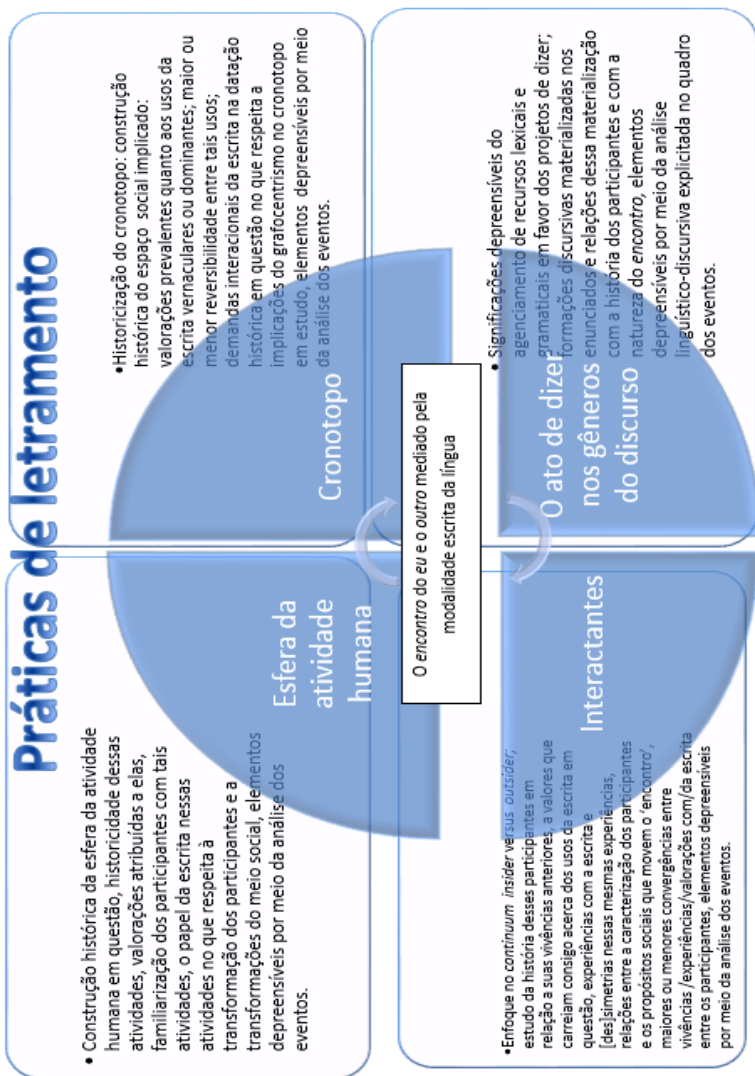 Práticas de letramento
• Construção histórica da esfera da atividade
humana em questão, historicidade dessas
atividades, valorações atribuídas a elas,
familiarização dos participantes com tais
atividades, o papel da escrita nessas
atividades no que respeita à
transformação dos participantes e a
transformações do meio social, elementos
depreensíveis por meio da análise dos
eventos.
Esfera da
atividade
humana
•Historicização do cronotopo: construção
histórica do espaço social implicado:
valorações prevalentes quanto aos usos da
escrita vernaculares ou dominantes; maior ou
menor reversibilidade entre tais usos;
demandas interacionais da escrita na datação
histórica em questão no que respeita a
implicações do grafocentrismo no cronotopo
em estudo, elementos depreensíveis por meio
da análise dos eventos.
Cronotopo
O encontro do eu e o outro mediado pela
modalidade escrita da língua
Interactantes
•Enfoque no continuum insider versus outsider;
estudo da história desses participantes em
relação a suas vivências anteriores, a valores que
carreiam consigo acerca dos usos da escrita em
questão, experiências com a escrita e
[des]simetrias nessas mesmas experiências,
relações entre a caracterização dos participantes
e os propósitos sociais que movem o ‘encontro’,
maiores ou menores convergências entre
vivências /experiências/valorações com/da escrita
entre os participantes, elementos depreensíveis
por meio da análise dos eventos.
O ato de dizer
nos gêneros
do discurso
• Significações depreensíveis do
agenciamento de recursos lexicais e
gramaticais em favor dos projetos de dizer;
formações discursivas materializadas nos
enunciados e relações dessa materialização
com a história dos participantes e com a
natureza do encontro, elementos
depreensíveis por meio da análise
linguístico-discursiva explicitada no quadro
dos eventos.